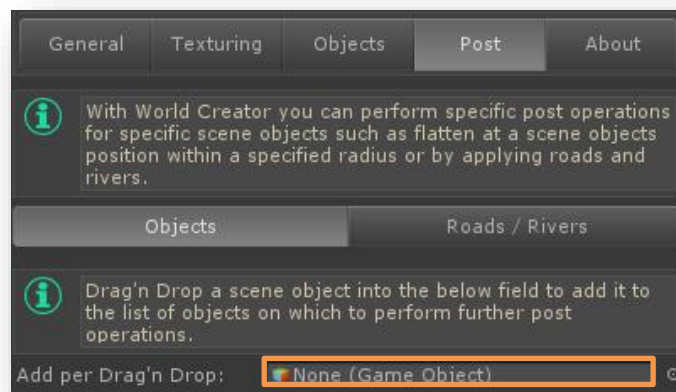 General Texturing Objects Post About
With World Creator you can perform specific post operations
for specific scene objects such as flatten at a scene objects
position within a specified radius or by applying roads and
rivers.
Objects Roads / Rivers
Drag'n Drop a scene object into the below field to add it to
the list of objects on which to perform further post
operations.
Add per Drag'n Drop: None (Game Object)